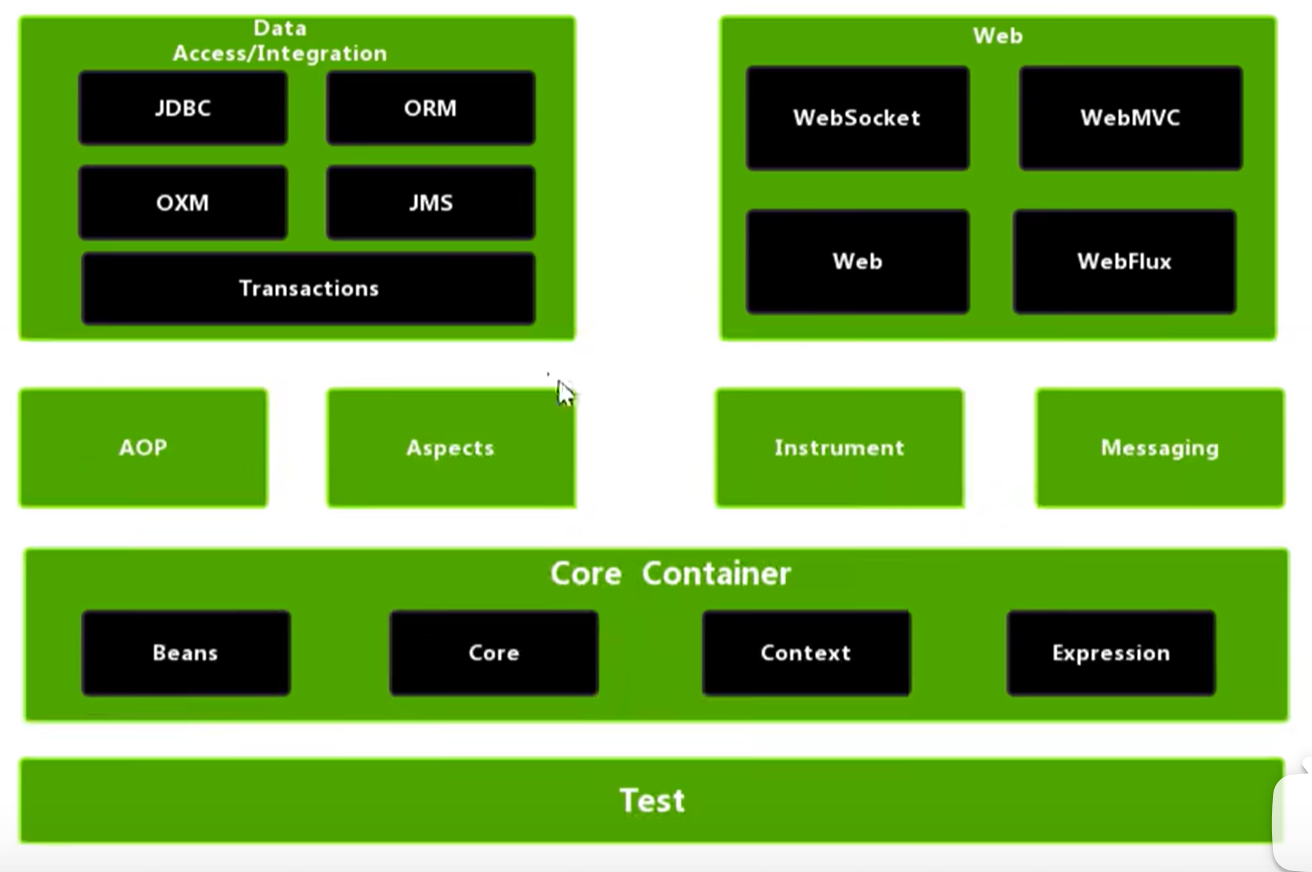 Data
Access/Integration
JDBC
ORM
OXM
JMS
Transactions
Web
WebSocket
WebMVC
Web
WebFlux
AOP
Aspects
Instrument
Messaging
Core Container
Beans
Core
Context
Expression
Test